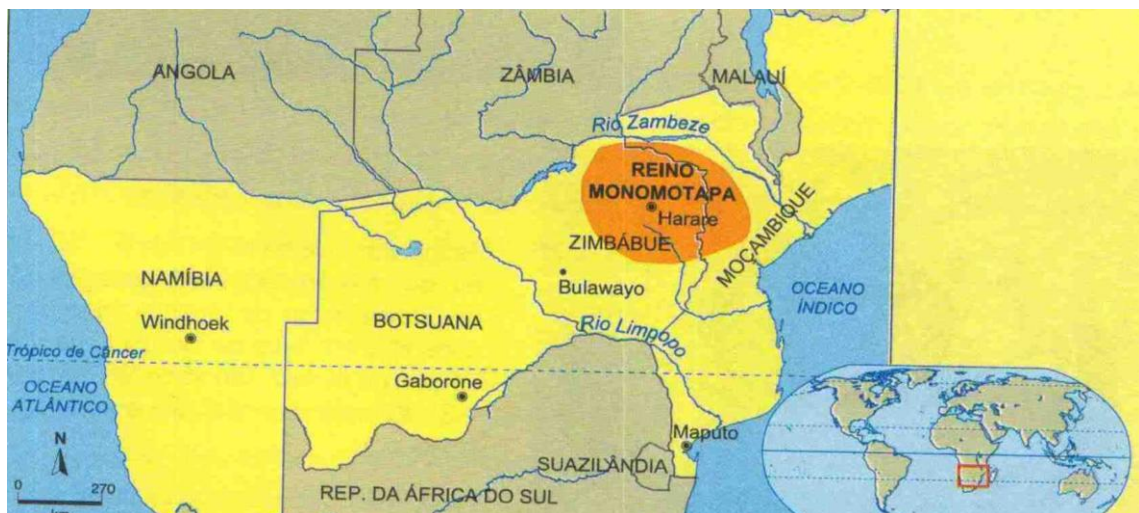 ANGOLA
ZÂMBIA
MALAUÍ
Rio Zambeze
REINO
MONOMOTAPA
Harare
ZIMBÁBUE
MOÇAMBIQUE
NAMÍBIA
Windhoek
BOTSUANA
Bulawayo
OCEANO
ÍNDICO
Rio Limpopo
Trópico de Câncer
OCEANO
ATLÂNTICO
Gaborone
N
Maputo
SUAZILÂNDIA
REP. DA ÁFRICA DO SUL
0 270